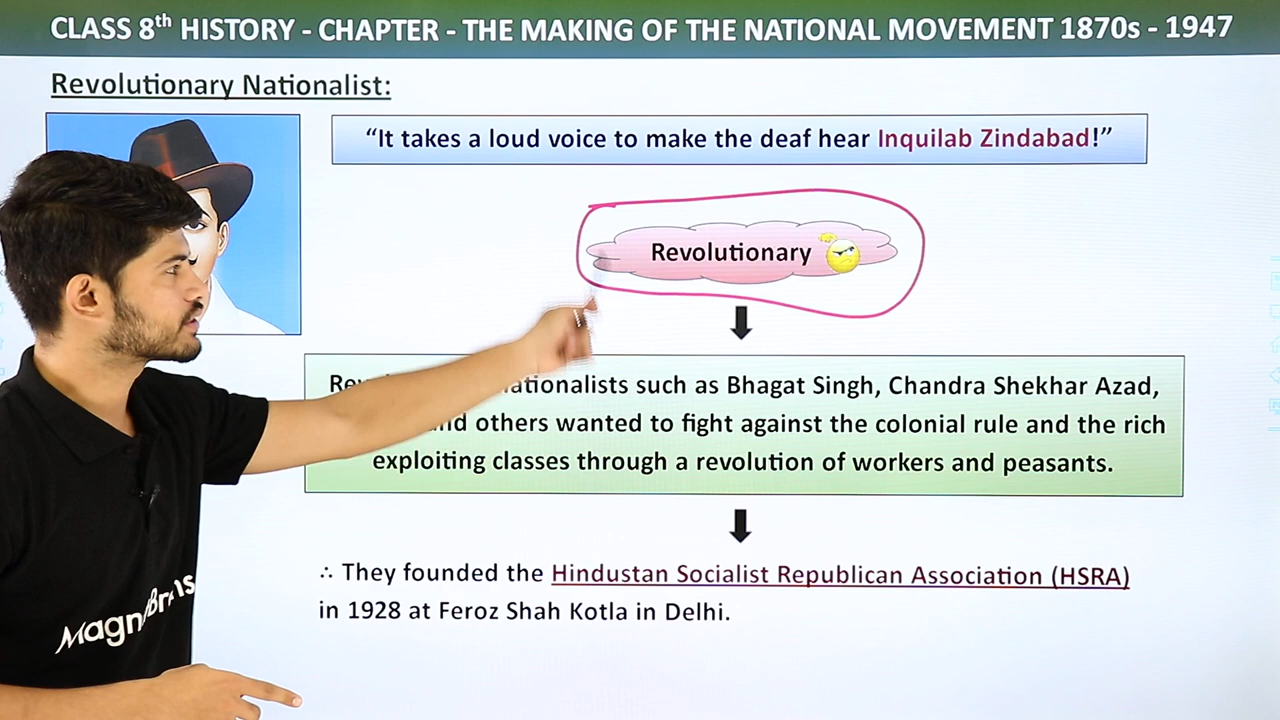 CLASS 8th HISTORY - CHAPTER - THE MAKING OF THE NATIONAL MOVEMENT 1870s - 1947
Revolutionary Nationalist:
“It takes a loud voice to make the deaf hear Inquilab Zindabad!”
Revolutionary
nationalists such as Bhagat Singh, Chandra Shekhar Azad,
others wanted to fight against the colonial rule and the rich
exploiting classes through a revolution of workers and peasants.
∴ They founded the Hindustan Socialist Republican Association (HSRA)
in 1928 at Feroz Shah Kotla in Delhi.